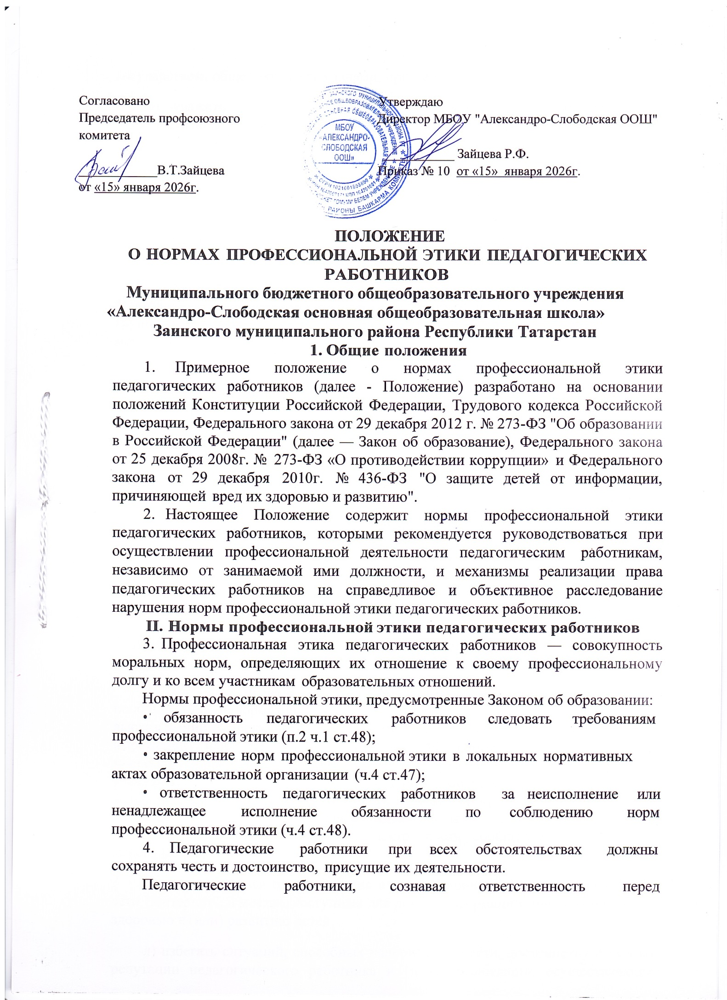 Согласовано
Председатель профсоюзного
комитета
____________В.Т.Зайцева
от «15» января 2026г.
Утверждаю
Директор МБОУ "Александро-Слободская ООШ"
____________ Зайцева Р.Ф.
Приказ № 10 от «15» января 2026г.
МБОУ
«АЛЕКСАНДРО-
СЛОБОДСКАЯ
ООШ»
ПОЛОЖЕНИЕ
О НОРМАХ ПРОФЕССИОНАЛЬНОЙ ЭТИКИ ПЕДАГОГИЧЕСКИХ
РАБОТНИКОВ
Муниципального бюджетного общеобразовательного учреждения
«Александро-Слободская основная общеобразовательная школа»
Заинского муниципального района Республики Татарстан
1. Общие положения
1. Примерное положение о нормах профессиональной этики
педагогических работников (далее - Положение) разработано на основании
положений Конституции Российской Федерации, Трудового кодекса Российской
Федерации, Федерального закона от 29 декабря 2012 г. № 273-ФЗ "Об образовании
в Российской Федерации" (далее — Закон об образование), Федерального закона
от 25 декабря 2008г. № 273-ФЗ «О противодействии коррупции» и Федерального
закона от 29 декабря 2010г. № 436-ФЗ "О защите детей от информации,
причиняющей вред их здоровью и развитию".
2. Настоящее Положение содержит нормы профессиональной этики
педагогических работников, которыми рекомендуется руководствоваться при
осуществлении профессиональной деятельности педагогическим работникам,
независимо от занимаемой ими должности, и механизмы реализации права
педагогических работников на справедливое и объективное расследование
нарушения норм профессиональной этики педагогических работников.
II. Нормы профессиональной этики педагогических работников
3. Профессиональная этика педагогических работников — совокупность
моральных норм, определяющих их отношение к своему профессиональному
долгу и ко всем участникам образовательных отношений.
Нормы профессиональной этики, предусмотренные Законом об образовании:
• обязанность педагогических работников следовать требованиям
профессиональной этики (п.2 ч.1 ст.48);
• закрепление норм профессиональной этики в локальных нормативных
актах образовательной организации (ч.4 ст.47);
• ответственность педагогических работников за неисполнение или
ненадлежащее исполнение обязанности по соблюдению норм
профессиональной этики (ч.4 ст.48).
4. Педагогические работники при всех обстоятельствах должны
сохранять честь и достоинство, присущие их деятельности.
Педагогические работники, сознавая ответственность перед